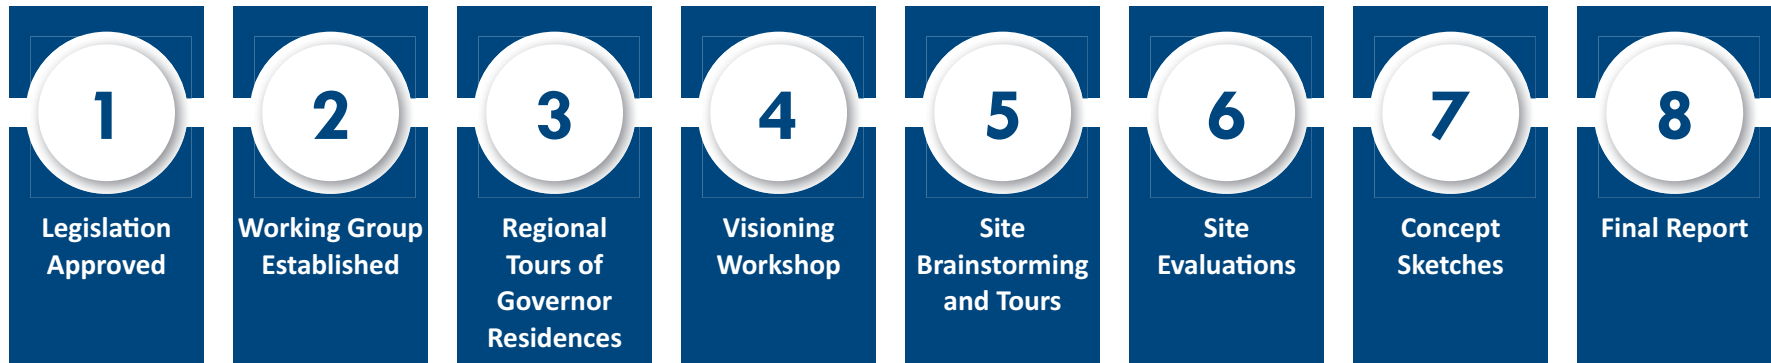 1
Legislation
Approved
2
Working Group
Established
3
Regional
Tours of
Governor
Residences
4
Visioning
Workshop
5
Site
Brainstorming
and Tours
6
Site
Evaluations
7
Concept
Sketches
8
Final Report